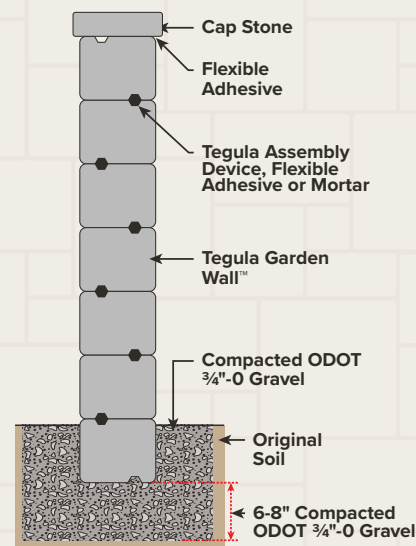 Cap Stone
Flexible
Adhesive
Tegula Assembly
Device, Flexible
Adhesive or Mortar
Tegula Garden
Wall™
Compacted ODOT
¾"-0 Gravel
Original
Soil
6-8" Compacted
ODOT ¾"-0 Gravel